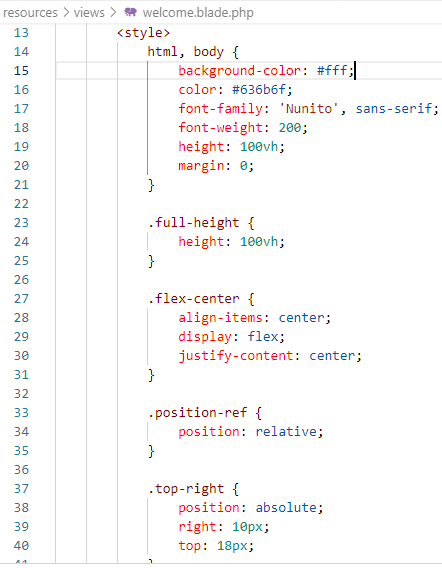 resources > views > welcome.blade.php
13 <style>
14 html, body {
15 background-color: #fff;
16 color: #636b6f;
17 font-family: 'Nunito', sans-serif;
18 font-weight: 200;
19 height: 100vh;
20 margin: 0;
21 }
22
23 .full-height {
24 height: 100vh;
25 }
26
27 .flex-center {
28 align-items: center;
29 display: flex;
30 justify-content: center;
31 }
32
33 .position-ref {
34 position: relative;
35 }
36
37 .top-right {
38 position: absolute;
39 right: 10px;
40 top: 18px;
41 }